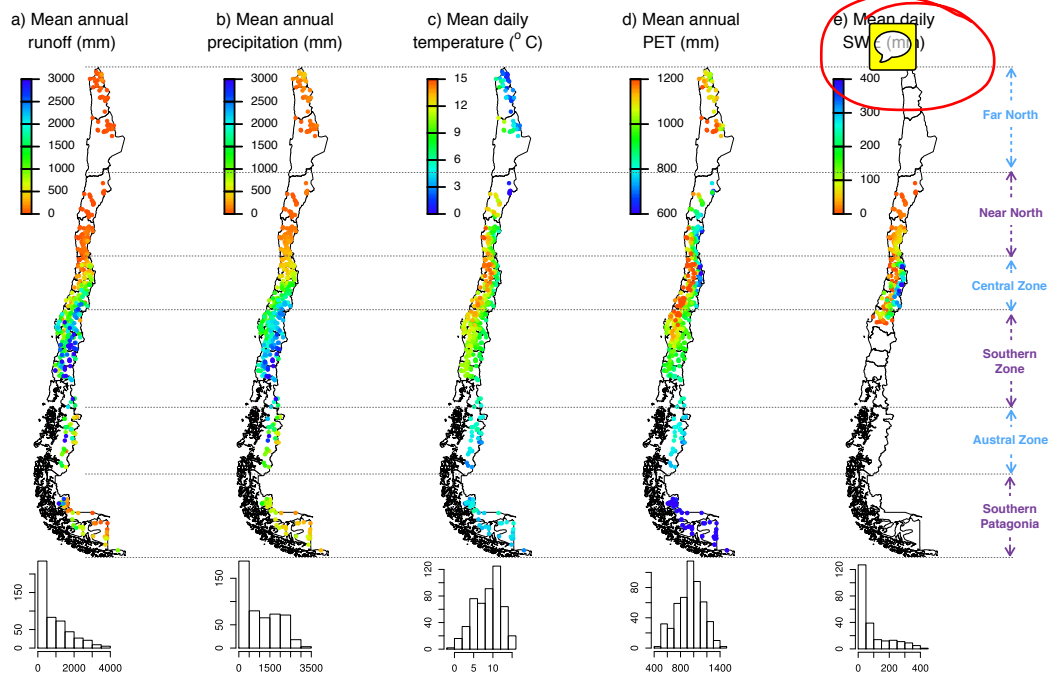 a) Mean annual
runoff (mm)
b) Mean annual
precipitation (mm)
c) Mean daily
temperature (° C)
d) Mean annual
PET (mm)
e) Mean daily
SWE (mm)
3000
2500
2000
1500
1000
500
0
3000
2500
2000
1500
1000
500
0
15
12
9
6
3
0
1200
1000
800
600
400
300
200
100
0
Far North
Near North
Central Zone
Southern
Zone
Austral Zone
Southern
Patagonia
0 50 150
0 2000 4000
0 50 150
0 1500 3500
0 40 80 120
0 5 10
0 40 80
400 800 1400
0 40 80 120
0 200 400